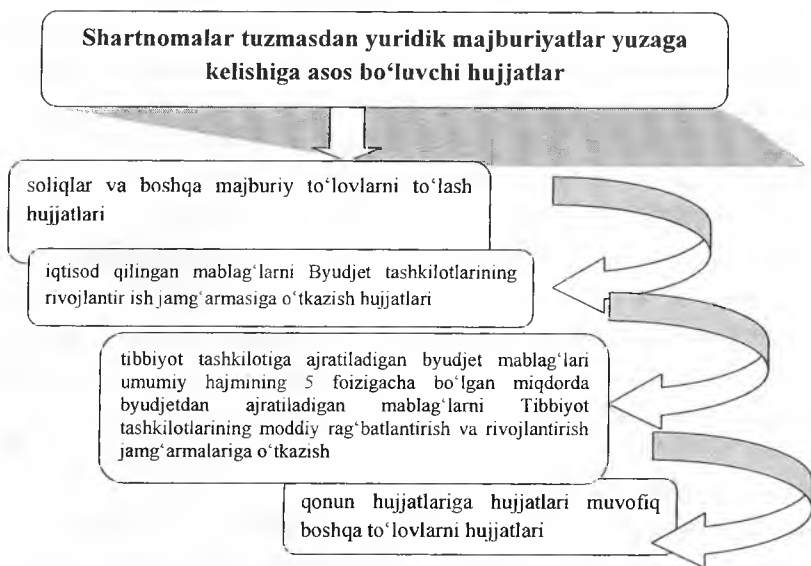 Shartnomalar tuzmasdan yuridik majburiyatlar yuzaga
kelishiga asos bo‘luvchi hujjatlar
soliqlar va boshqa majburiy to‘lovlarni to‘lash
hujjatlari
iqtisod qilingan mablag‘larni Byudjet tashkilotlarining
rivojlantir ish jamg‘armasiga o‘tkazish hujjatlari
tibbiyot tashkilotiga ajratiladigan byudjet mablag‘lari
umumiy hajmining 5 foizigacha bo‘lgan miqdorda
byudjetdan ajratiladigan mablag‘larni Tibbiyot
tashkilotlarining moddiy rag‘batlantirish va rivojlantirish
jamg‘armalariga o‘tkazish
qonun hujjatlariga hujjatlari muvofiq
boshqa to‘lovlarni hujjatlari